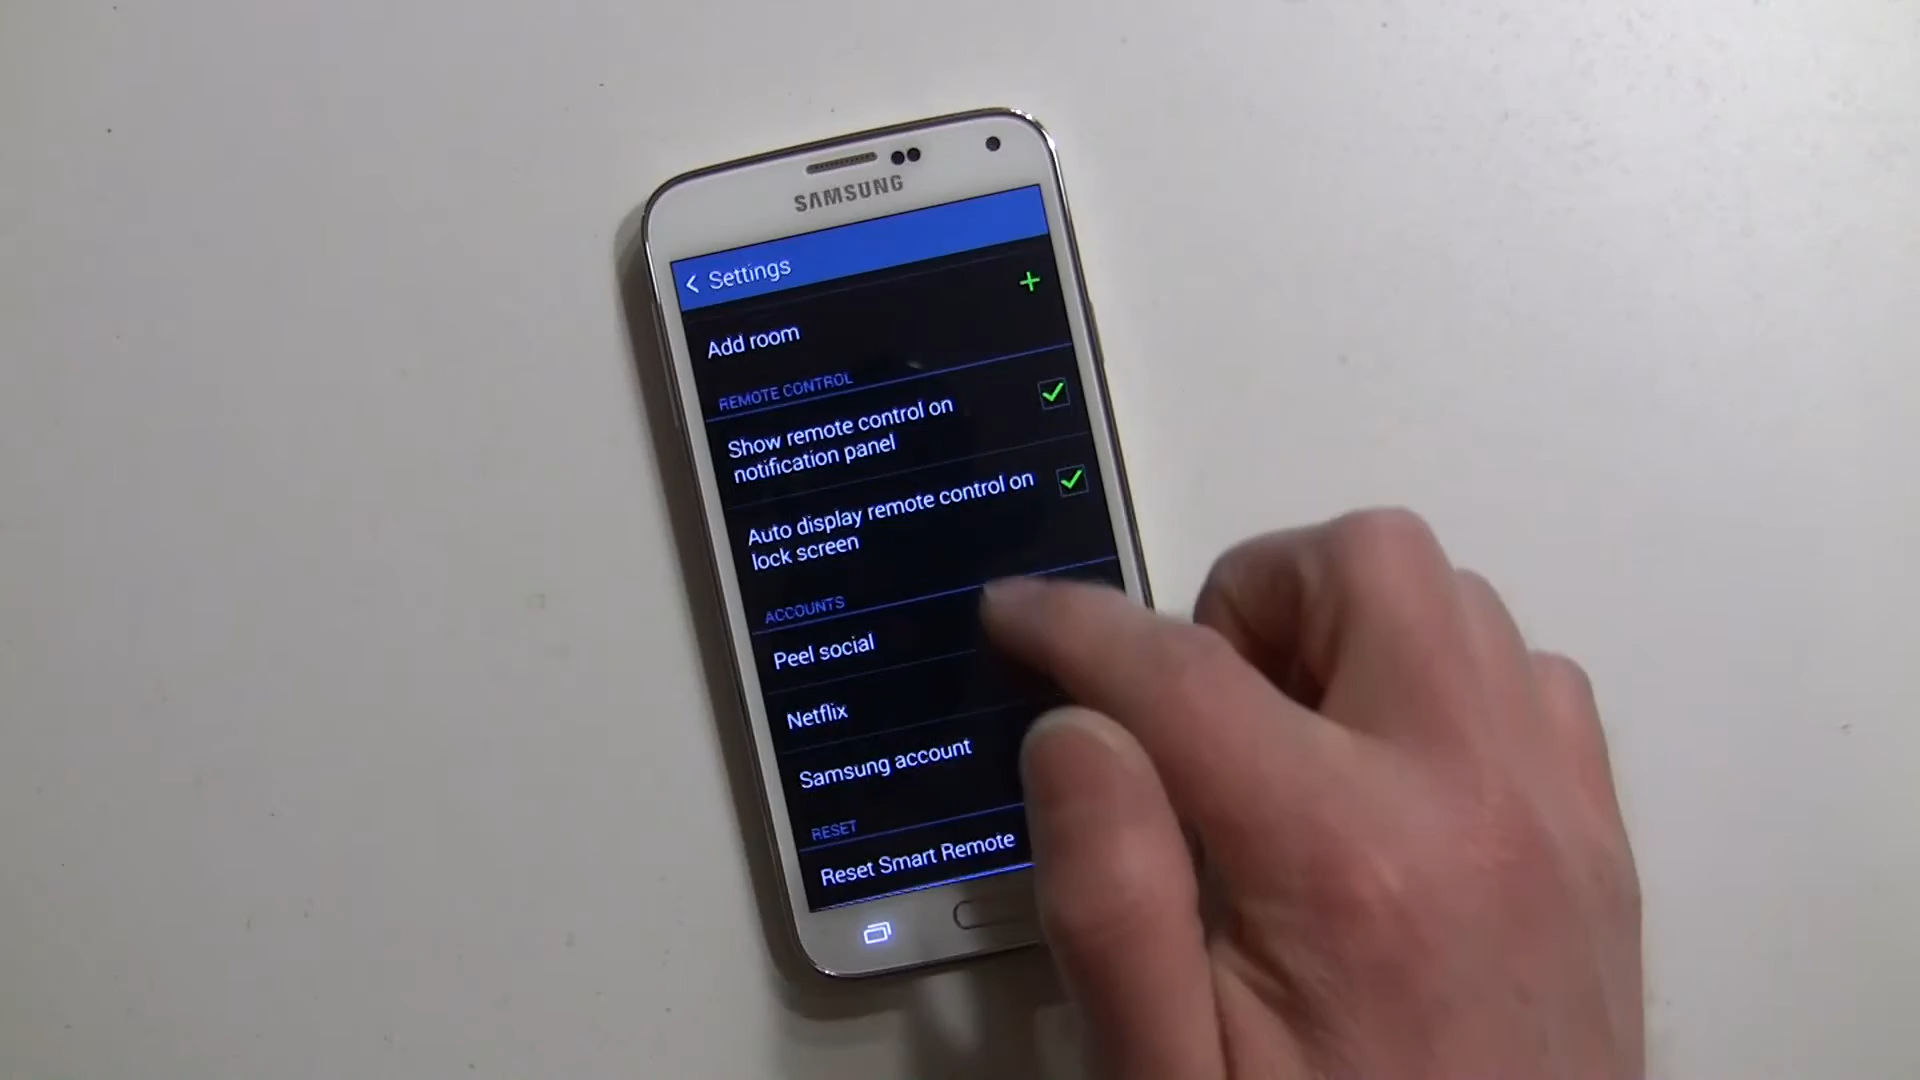 SAMSUNG
Settings
Add room
REMOTE CONTROL
Show remote control on
notification panel
Auto display remote control on
lock screen
ACCOUNTS
Peel social
Netflix
Samsung account
RESET
Reset Smart Remote